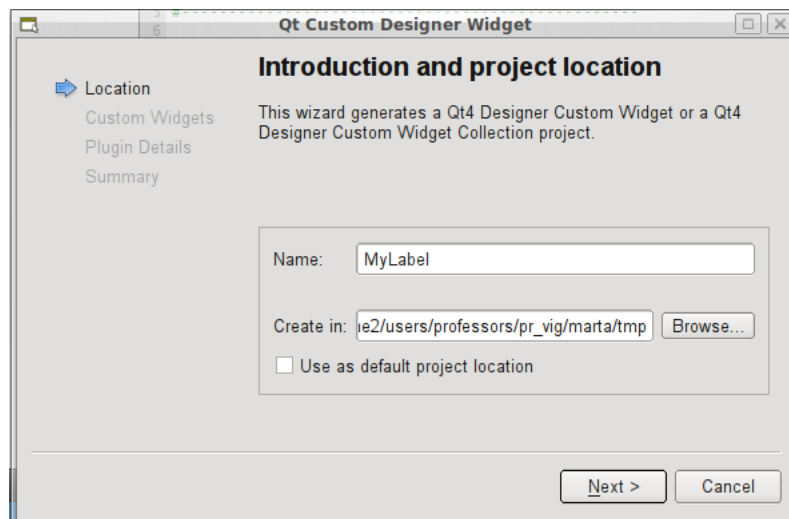 5 #
6
Qt Custom Designer Widget
Location
Custom Widgets
Plugin Details
Summary
Introduction and project location
This wizard generates a Qt4 Designer Custom Widget or a Qt4
Designer Custom Widget Collection project.
Name: MyLabel
Create in: e2/users/professors/pr_vig/marta/tmp Browse...
Use as default project location
Next > Cancel